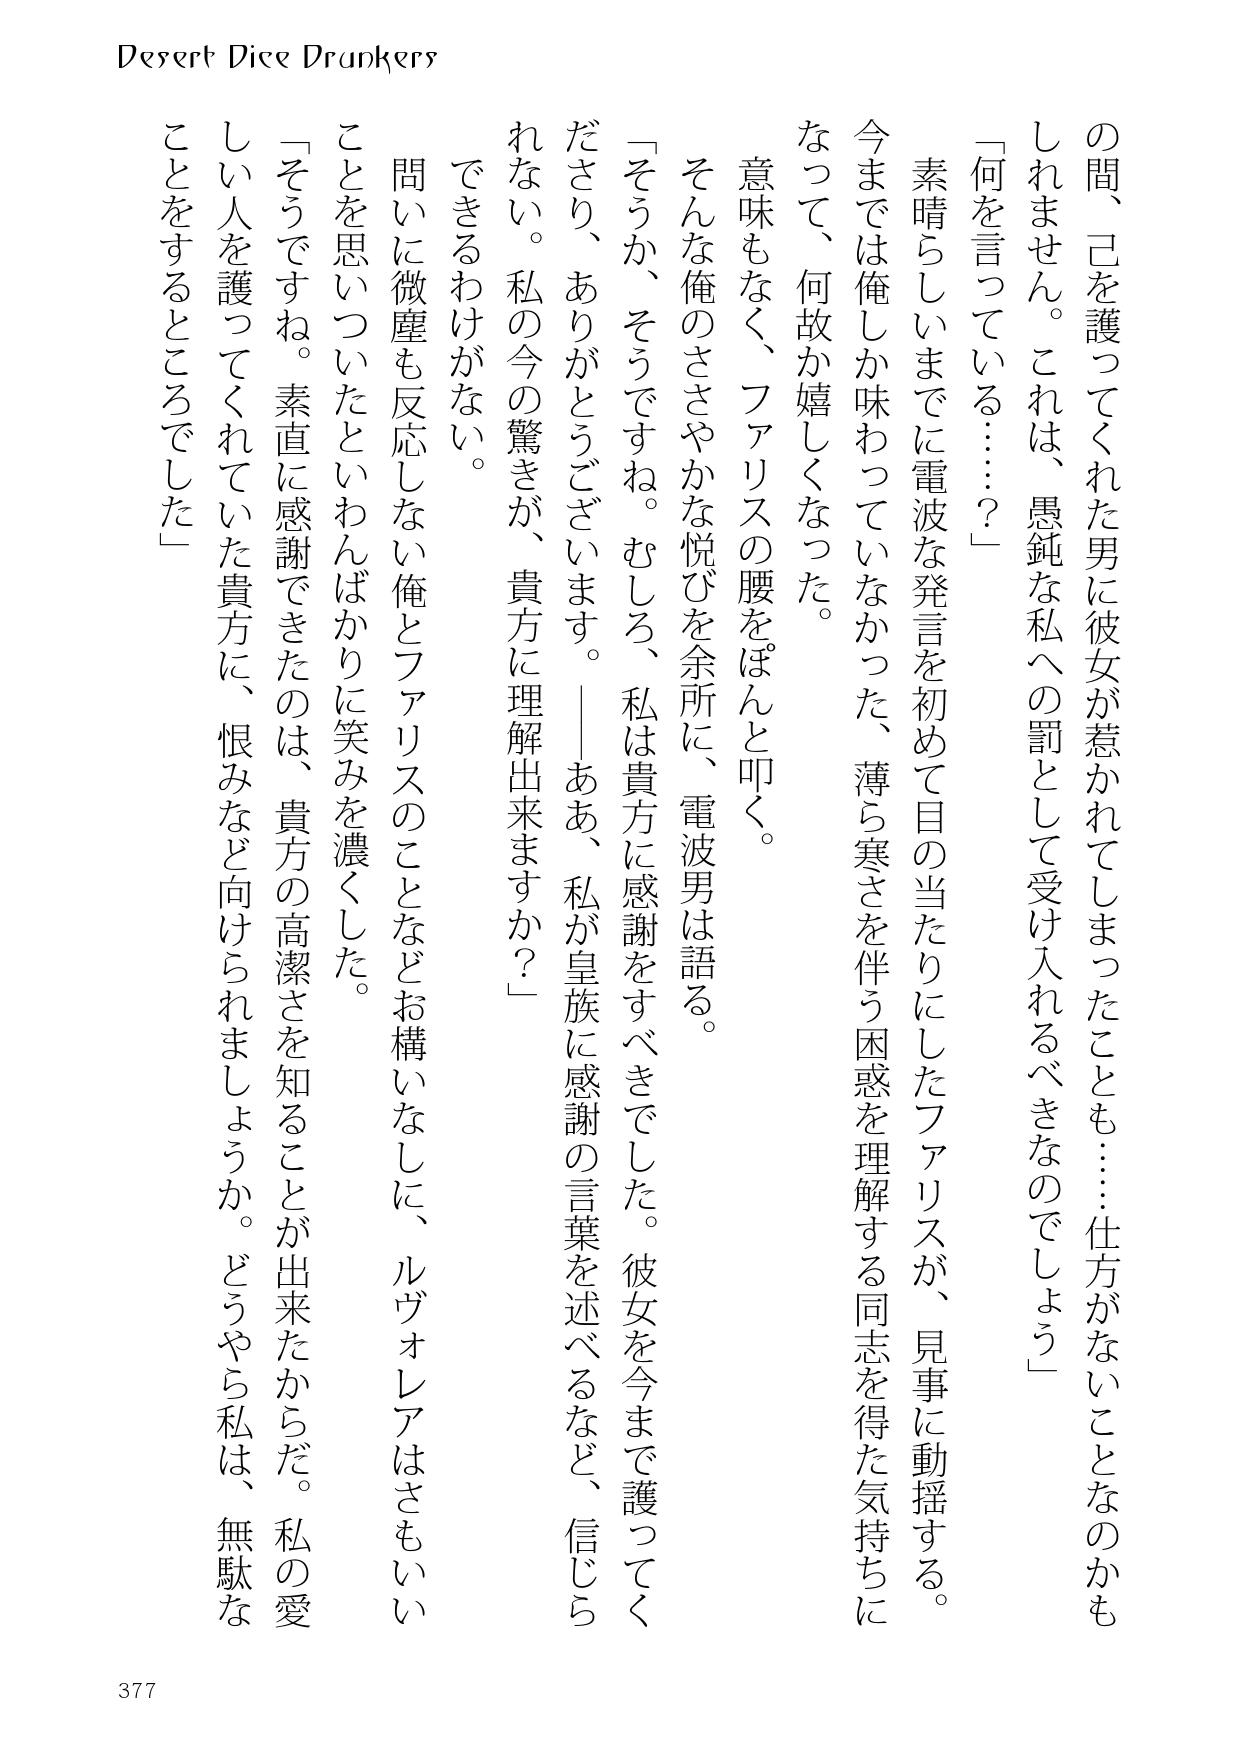 Desert Dice Drunkers
の間、己を護ってくれた男に彼女が惹かれてしまったことも……仕方がないことなのかも
しれません。これは、愚鈍な私への罰として受け入れるべきなのでしょう」
「何を言っている……？」
素晴らしいまでに電波な発言を初めて目の当たりにしたファリスが、見事に動揺する。
今までは俺しか味わっていなかった、薄ら寒さを伴う困惑を理解する同志を得た気持ちに
なって、何故か嬉しくなった。
意味もなく、ファリスの腰をぽんと叩く。
そんな俺のささやかな悦びを余所に、電波男は語る。
「そうか、そうですね。むしろ、私は貴方に感謝をすべきでした。彼女を今まで護ってく
ださり、ありがとうございます。――ああ、私が皇族に感謝の言葉を述べるなど、信じら
れない。私の今の驚きが、貴方に理解出来ますか？」
できるわけがない。
問いに微塵も反応しない俺とファリスのことなどお構いなしに、ルヴォレアはさもいい
ことを思いついたといわんばかりに笑みを濃くした。
「そうですね。素直に感謝できたのは、貴方の高潔さを知ることが出来たからだ。私の愛
しい人を護ってくれていた貴方に、恨みなど向けられましょうか。どうやら私は、無駄な
ことをするところでした」
377